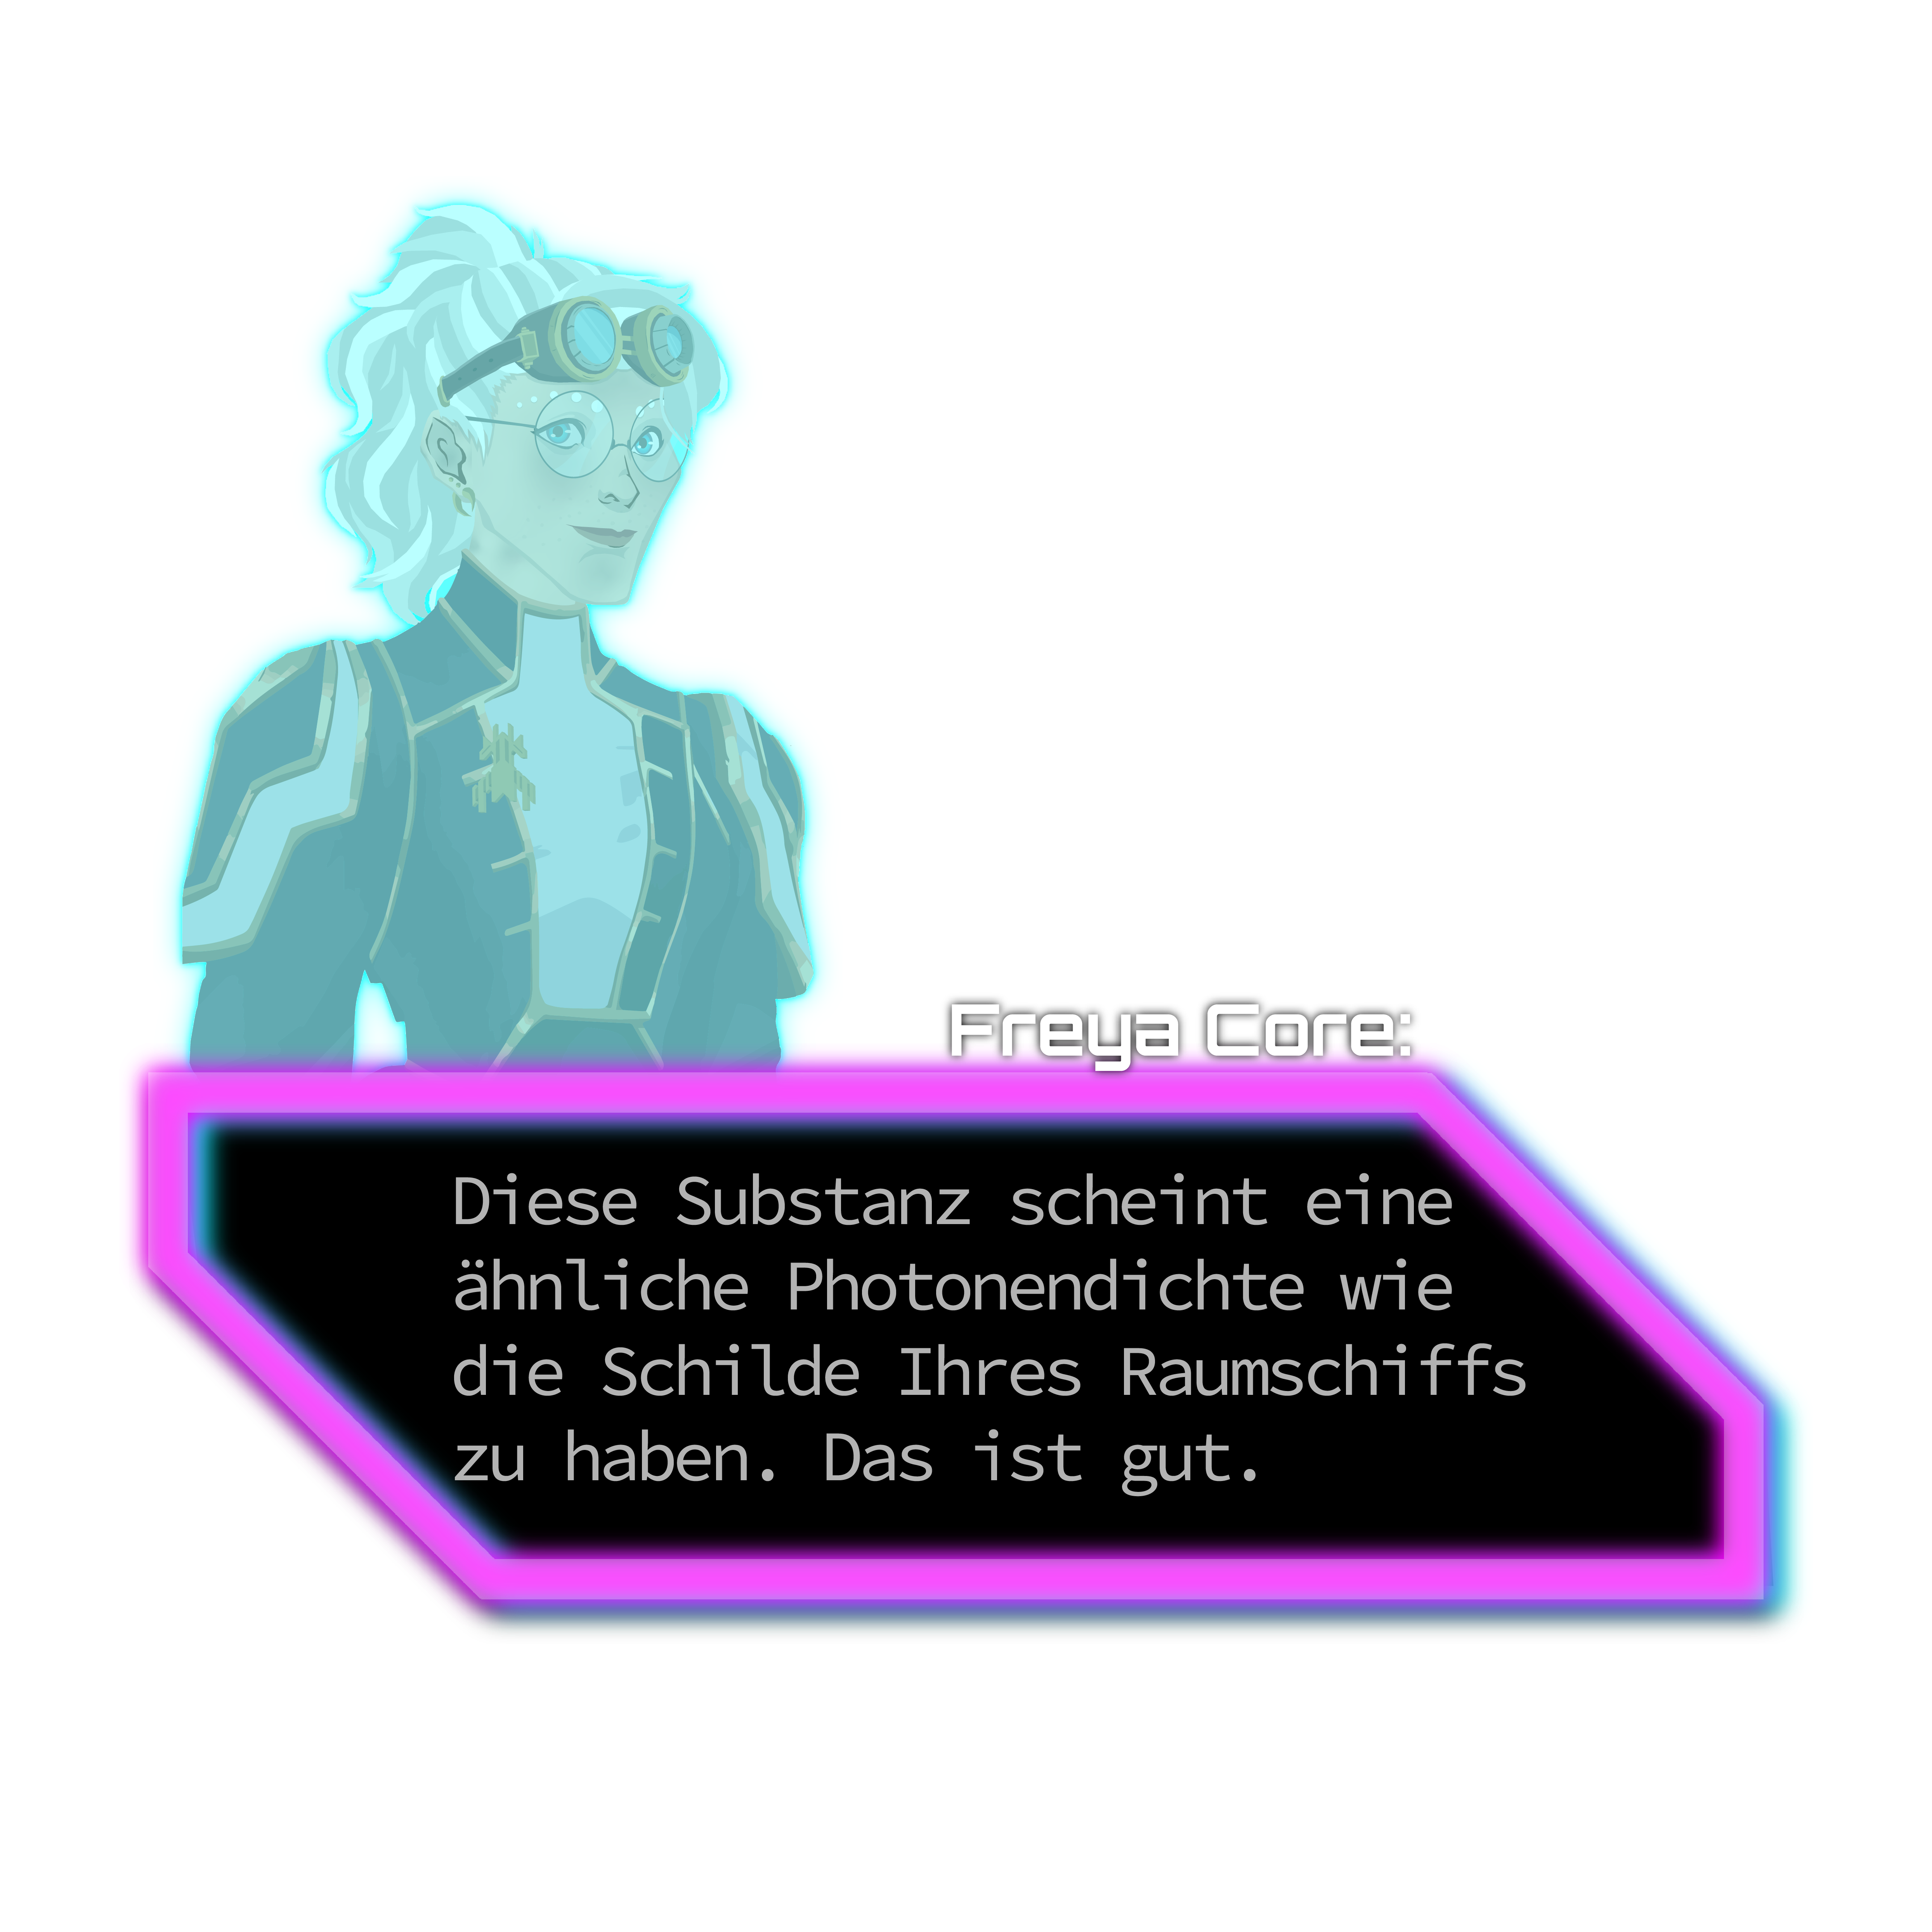 Freya Core:
Diese Substanz scheint eine
ähnliche Photonendichte wie
die Schilde Ihres Raumschiffs
zu haben. Das ist gut.